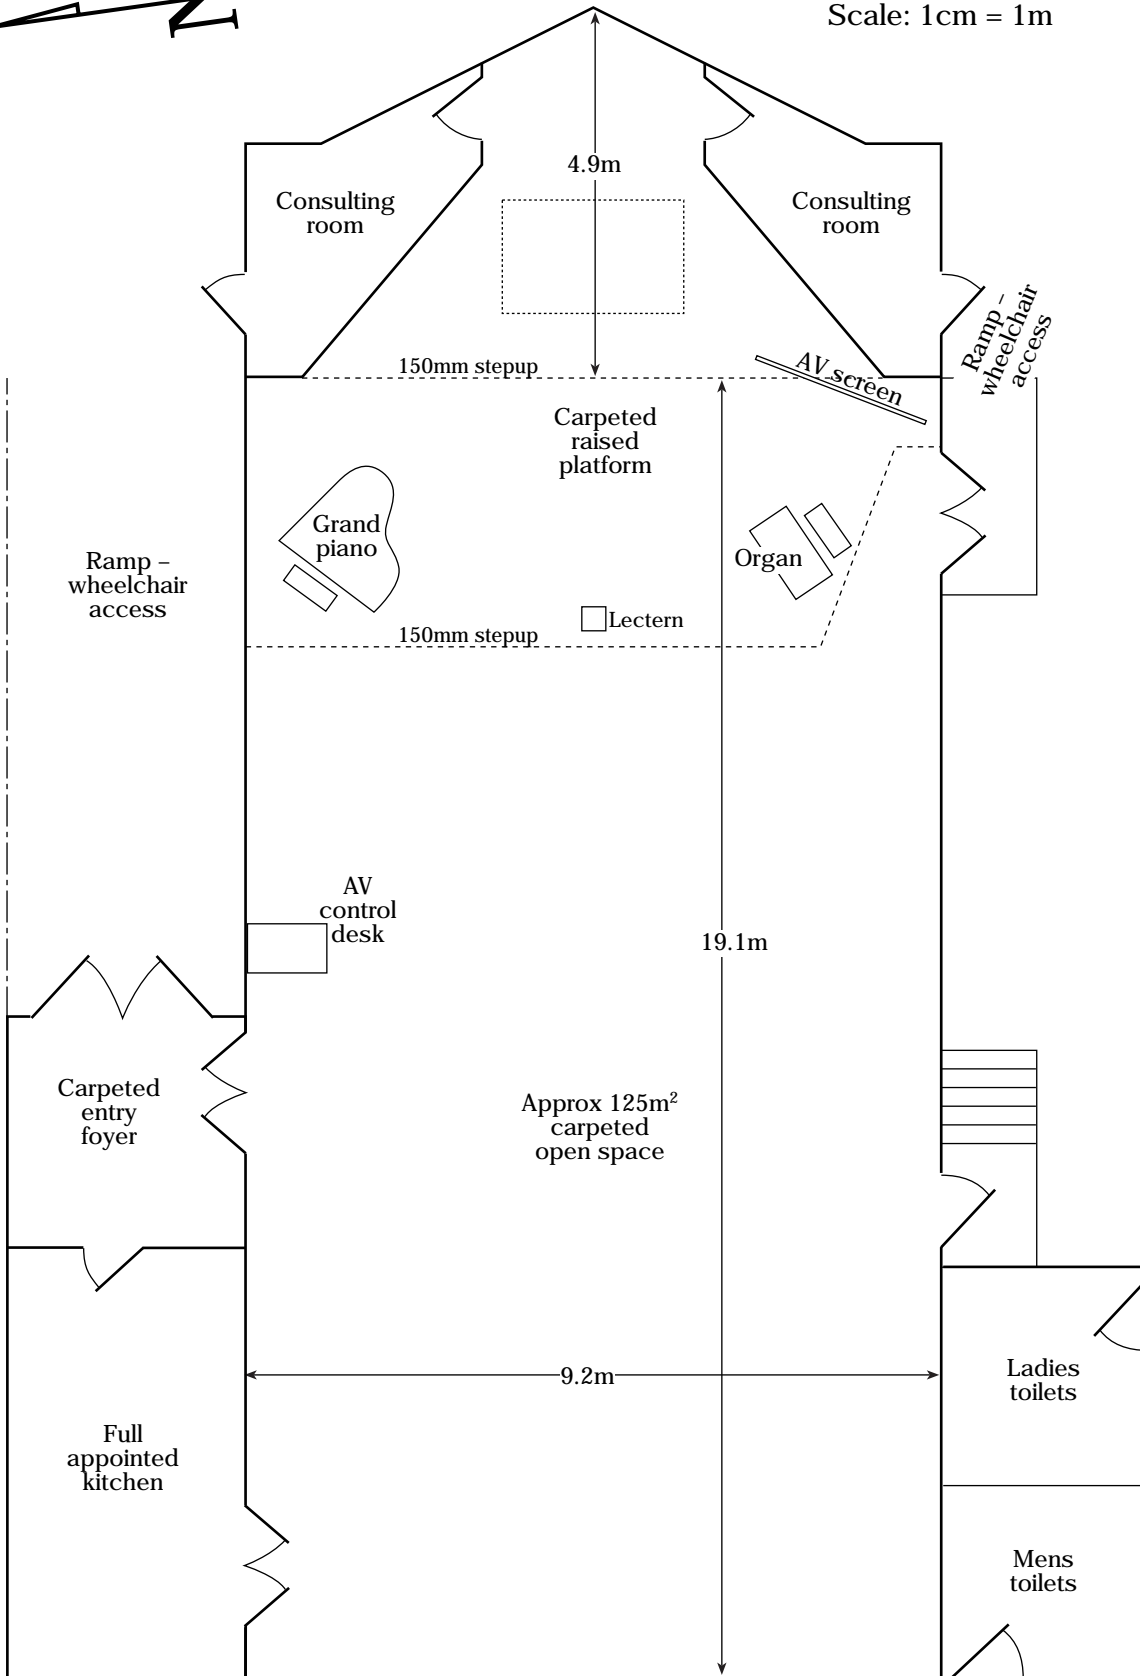 N
Scale: 1cm = 1m
4.9m
Consulting
room
Consulting
room
Ramp –
wheelchair
access
150mm stepup
AV screen
Carpeted
raised
platform
Grand
piano
Organ
Ramp –
wheelchair
access
Lectern
150mm stepup
AV
control
desk
19.1m
Carpeted
entry
foyer
Approx 125m²
carpeted
open space
9.2m
Ladies
toilets
Full
appointed
kitchen
Mens
toilets